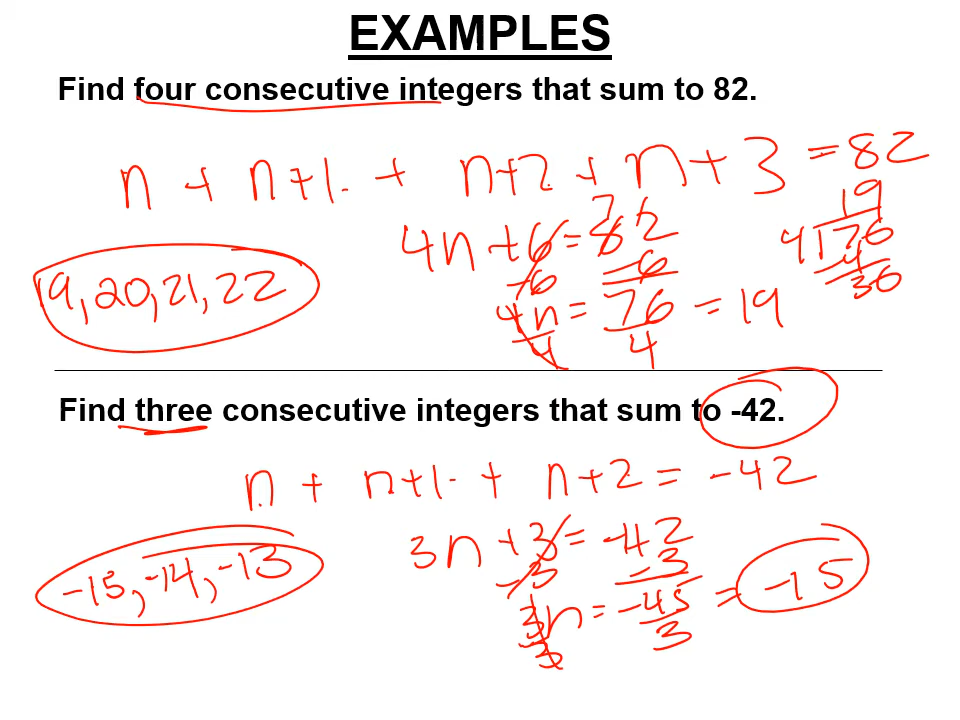 EXAMPLES
Find four consecutive integers that sum to 82.
n + n+1 + n+2 + n+3 = 82
4n + 6 = 82
-6 -6
4n = 76 = 19
4 4
19
4 76
4
36
19, 20, 21, 22
Find three consecutive integers that sum to -42.
n + n+1 + n+2 = -42
3n + 3 = -42
-3 -3
3n = -45 = -15
3 3
-15, -14, -13